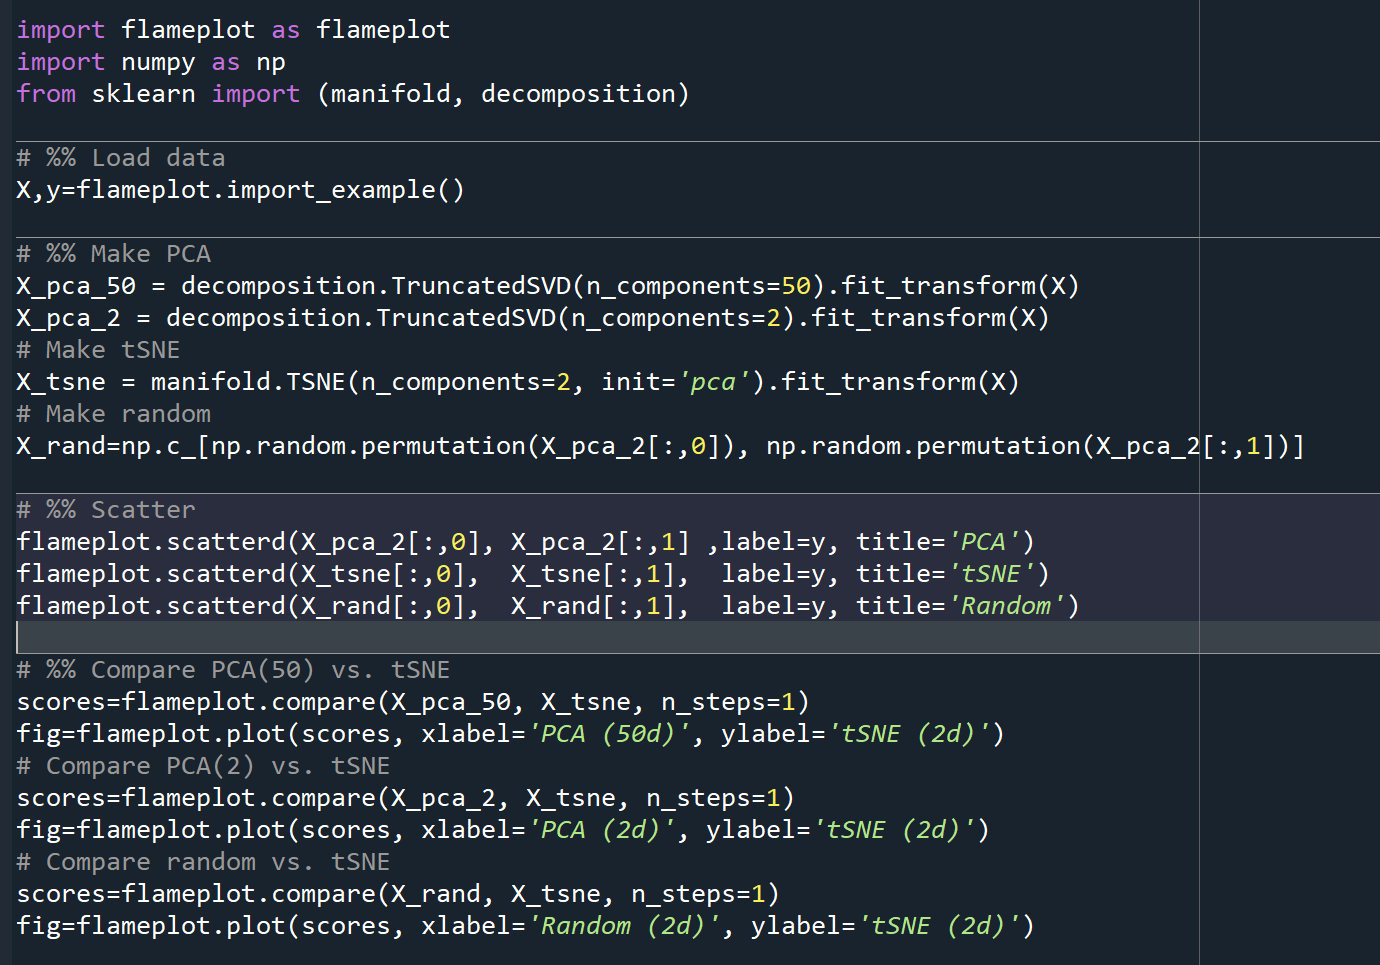 import flameplot as flameplot
import numpy as np
from sklearn import (manifold, decomposition)
# %% Load data
X,y=flameplot.import_example()
# %% Make PCA
X_pca_50 = decomposition.TruncatedSVD(n_components=50).fit_transform(X)
X_pca_2 = decomposition.TruncatedSVD(n_components=2).fit_transform(X)
# Make tSNE
X_tsne = manifold.TSNE(n_components=2, init='pca').fit_transform(X)
# Make random
X_rand=np.c_[np.random.permutation(X_pca_2[:,0]), np.random.permutation(X_pca_2[:,1])]
# %% Scatter
flameplot.scatterd(X_pca_2[:,0], X_pca_2[:,1] ,label=y, title='PCA')
flameplot.scatterd(X_tsne[:,0],  X_tsne[:,1],  label=y, title='tSNE')
flameplot.scatterd(X_rand[:,0],  X_rand[:,1],  label=y, title='Random')
# %% Compare PCA(50) vs. tSNE
scores=flameplot.compare(X_pca_50, X_tsne, n_steps=1)
fig=flameplot.plot(scores, xlabel='PCA (50d)', ylabel='tSNE (2d)')
# Compare PCA(2) vs. tSNE
scores=flameplot.compare(X_pca_2, X_tsne, n_steps=1)
fig=flameplot.plot(scores, xlabel='PCA (2d)', ylabel='tSNE (2d)')
# Compare random vs. tSNE
scores=flameplot.compare(X_rand, X_tsne, n_steps=1)
fig=flameplot.plot(scores, xlabel='Random (2d)', ylabel='tSNE (2d)')